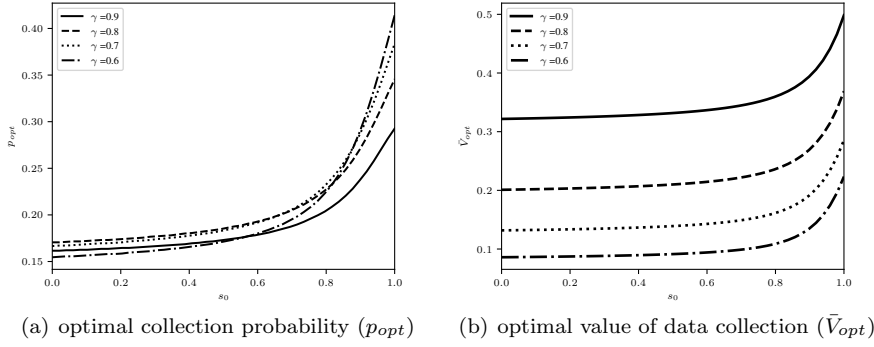 0.40
0.35
0.30
0.25
0.20
0.15
p_opt
γ=0.9
γ=0.8
γ=0.7
γ=0.6
0.0 0.2 0.4 0.6 0.8 1.0
s_0
(a) optimal collection probability (p_opt)
0.5
0.4
0.3
0.2
0.1
V̄_opt
γ=0.9
γ=0.8
γ=0.7
γ=0.6
0.0 0.2 0.4 0.6 0.8 1.0
s_0
(b) optimal value of data collection (V̄_opt)